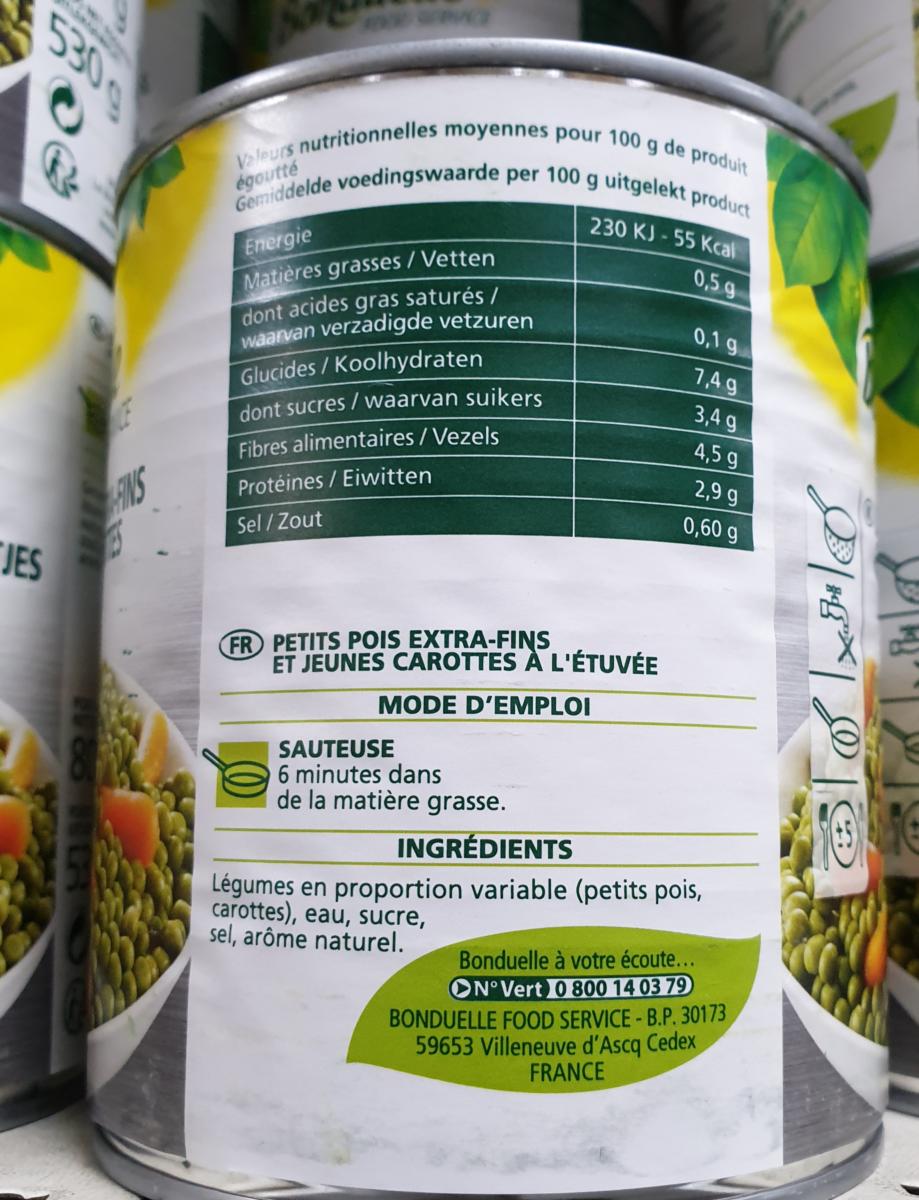 530 g
FOOD SERVICE
Valeurs nutritionnelles moyennes pour 100 g de produit
égoutté
Gemiddelde voedingswaarde per 100 g uitgelekt product
Energie 230 KJ - 55 Kcal
Matières grasses / Vetten 0,5 g
dont acides gras saturés /
waarvan verzadigde vetzuren 0,1 g
Glucides / Koolhydraten 7,4 g
dont sucres / waarvan suikers 3,4 g
Fibres alimentaires / Vezels 4,5 g
Protéines / Eiwitten 2,9 g
Sel / Zout 0,60 g
FR PETITS POIS EXTRA-FINS
ET JEUNES CAROTTES À L'ÉTUVÉE
MODE D'EMPLOI
SAUTEUSE
6 minutes dans
de la matière grasse.
INGRÉDIENTS
Légumes en proportion variable (petits pois,
carottes), eau, sucre,
sel, arôme naturel.
Bonduelle à votre écoute...
N° Vert 0 800 14 03 79
BONDUELLE FOOD SERVICE - B.P. 30173
59653 Villeneuve d'Ascq Cedex
FRANCE
±5